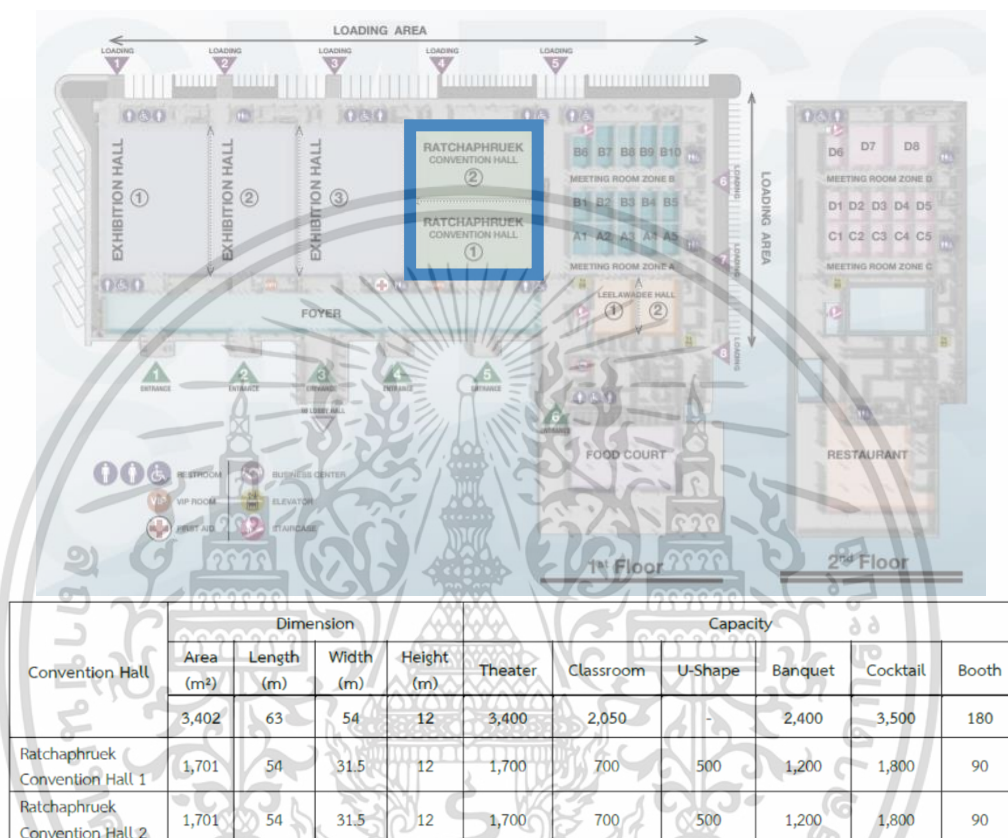 LOADING AREA
LOADING LOADING LOADING LOADING LOADING
1 2 3 4 5
EXHIBITION HALL ①
EXHIBITION HALL ②
EXHIBITION HALL ③
RATCHAPHRUEK
CONVENTION HALL
②
RATCHAPHRUEK
CONVENTION HALL
①
B6 B7 B8 B9 B10
MEETING ROOM ZONE B
B1 B2 B3 B4 B5
A1 A2 A3 A4 A5
MEETING ROOM ZONE A
LEELAWADEE HALL
① ②
FOYER
LOADING 6
LOADING 7
LOADING 8
LOADING AREA
1 2 3 4 5
ENTRANCE ENTRANCE ENTRANCE ENTRANCE ENTRANCE
6
FOOD COURT
RESTROOM
BUSINESS CENTER
VIP ROOM
ELEVATOR
FIRST AID
STAIRCASE
1st Floor
D6 D7 D8
MEETING ROOM ZONE D
D1 D2 D3 D4 D5
C1 C2 C3 C4 C5
MEETING ROOM ZONE C
RESTAURANT
2nd Floor
Convention Hall Dimension Capacity
Area (m²) Length (m) Width (m) Height (m) Theater Classroom U-Shape Banquet Cocktail Booth
3,402 63 54 12 3,400 2,050 - 2,400 3,500 180
Ratchaphruek Convention Hall 1 1,701 54 31.5 12 1,700 700 500 1,200 1,800 90
Ratchaphruek Convention Hall 2 1,701 54 31.5 12 1,700 700 500 1,200 1,800 90